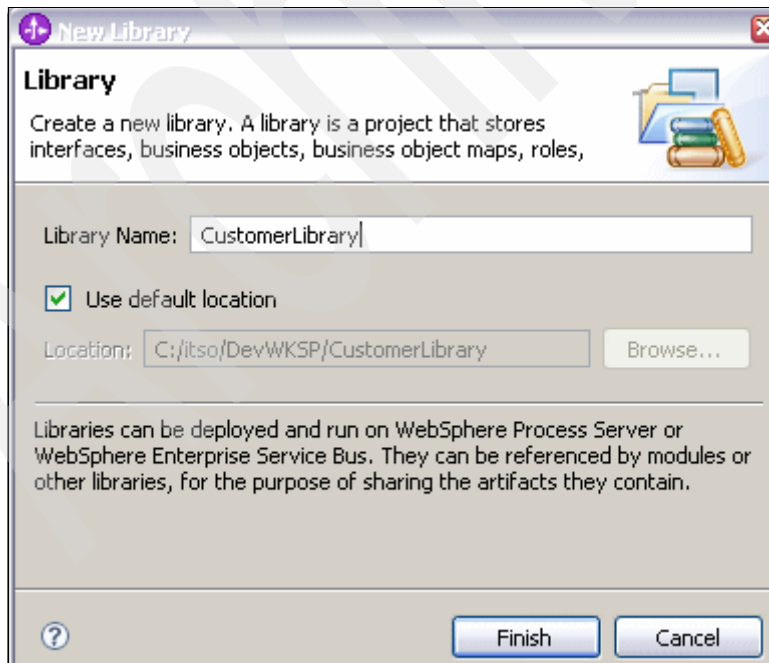 New Library
Library
Create a new library. A library is a project that stores
interfaces, business objects, business object maps, roles,
Library Name: CustomerLibrary
Use default location
Location: C:/itso/DevWKSP/CustomerLibrary Browse...
Libraries can be deployed and run on WebSphere Process Server or
WebSphere Enterprise Service Bus. They can be referenced by modules or
other libraries, for the purpose of sharing the artifacts they contain.
? Finish Cancel